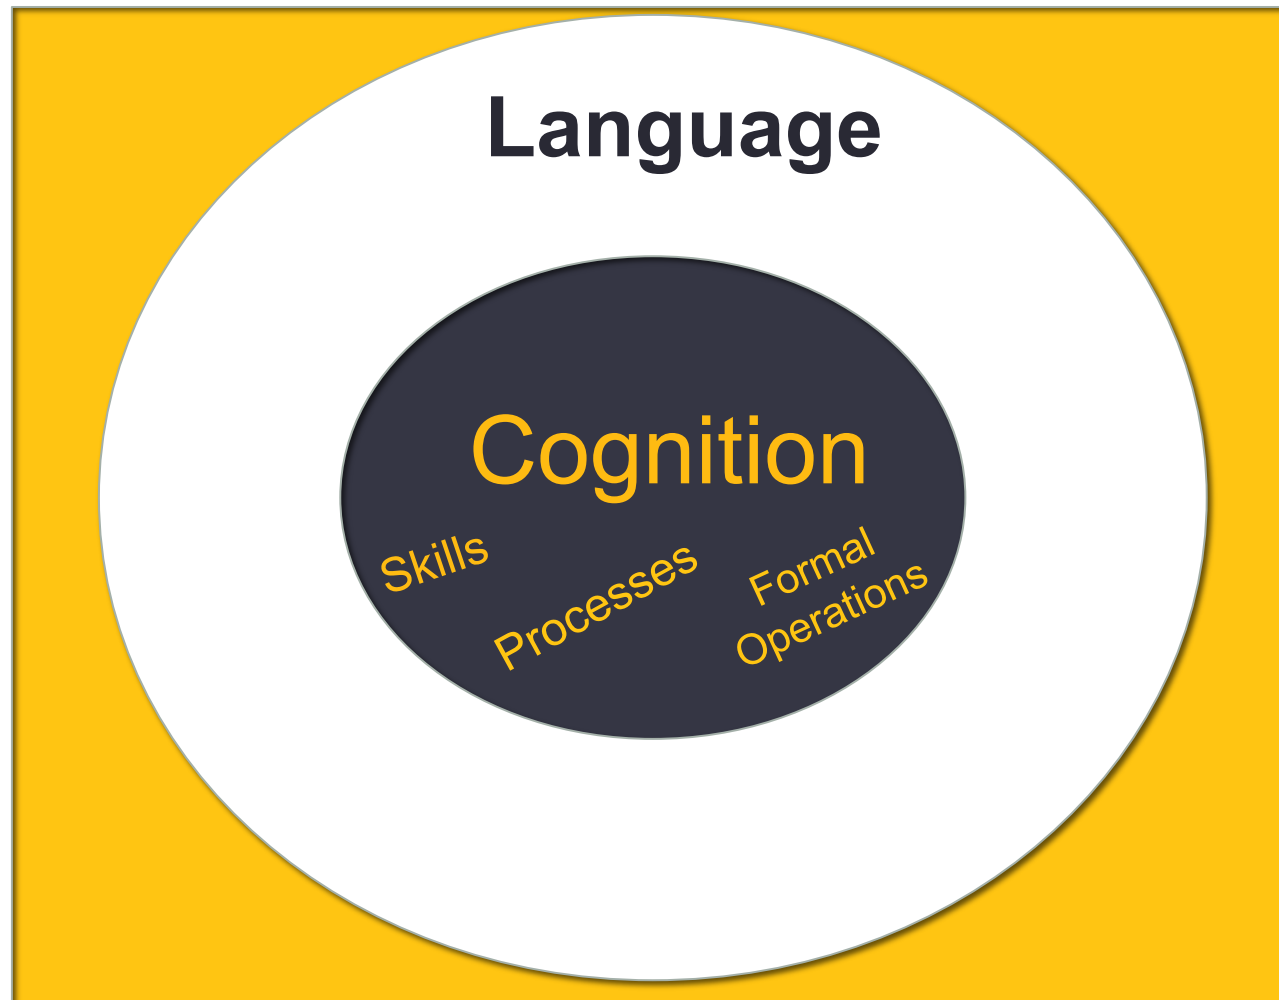 Language
Cognition
Skills
Processes
Formal
Operations